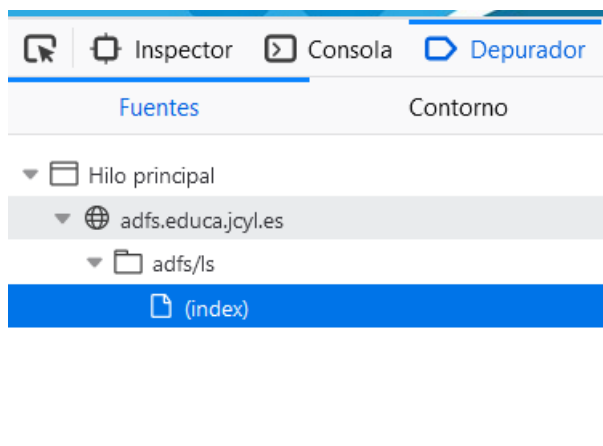 Inspector Consola Depurador
Fuentes Contorno
Hilo principal
adfs.educa.jcyl.es
adfs/ls
(index)